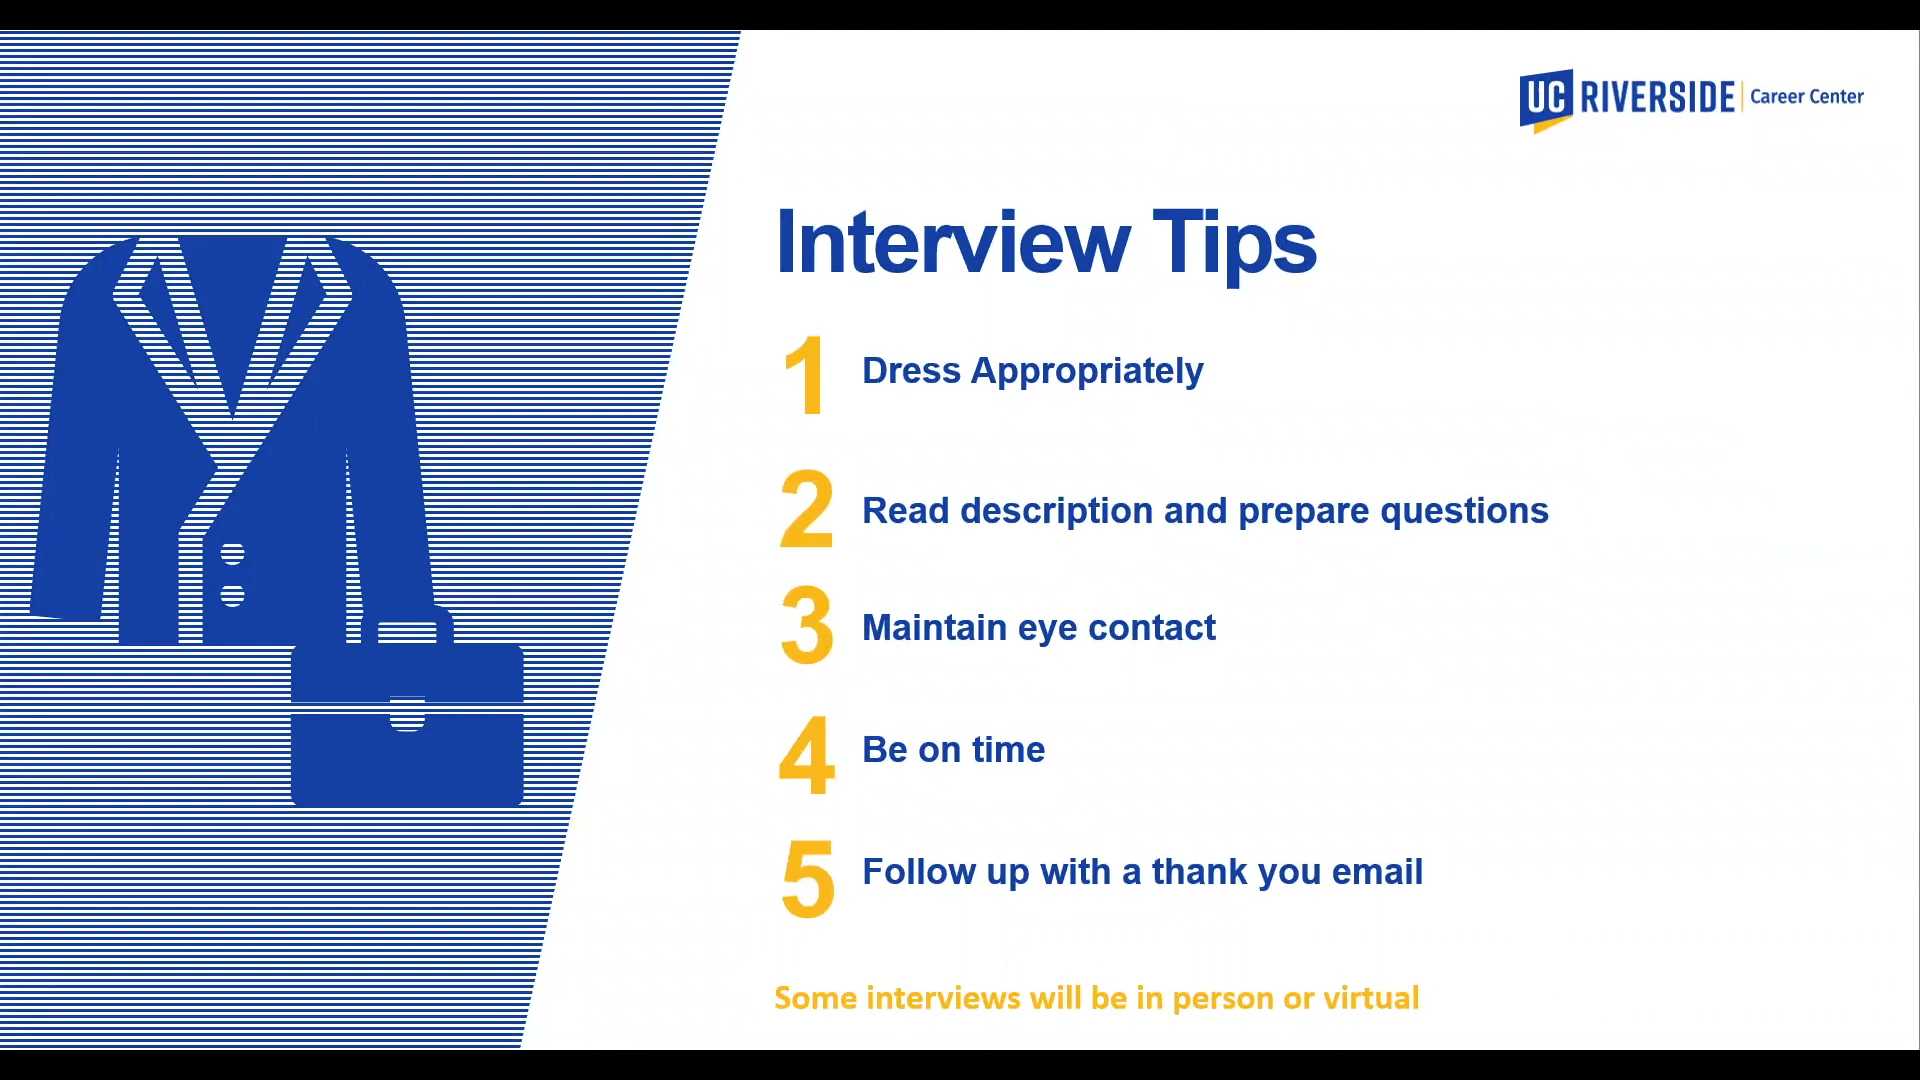 UC RIVERSIDE | Career Center
Interview Tips
1 Dress Appropriately
2 Read description and prepare questions
3 Maintain eye contact
4 Be on time
5 Follow up with a thank you email
Some interviews will be in person or virtual